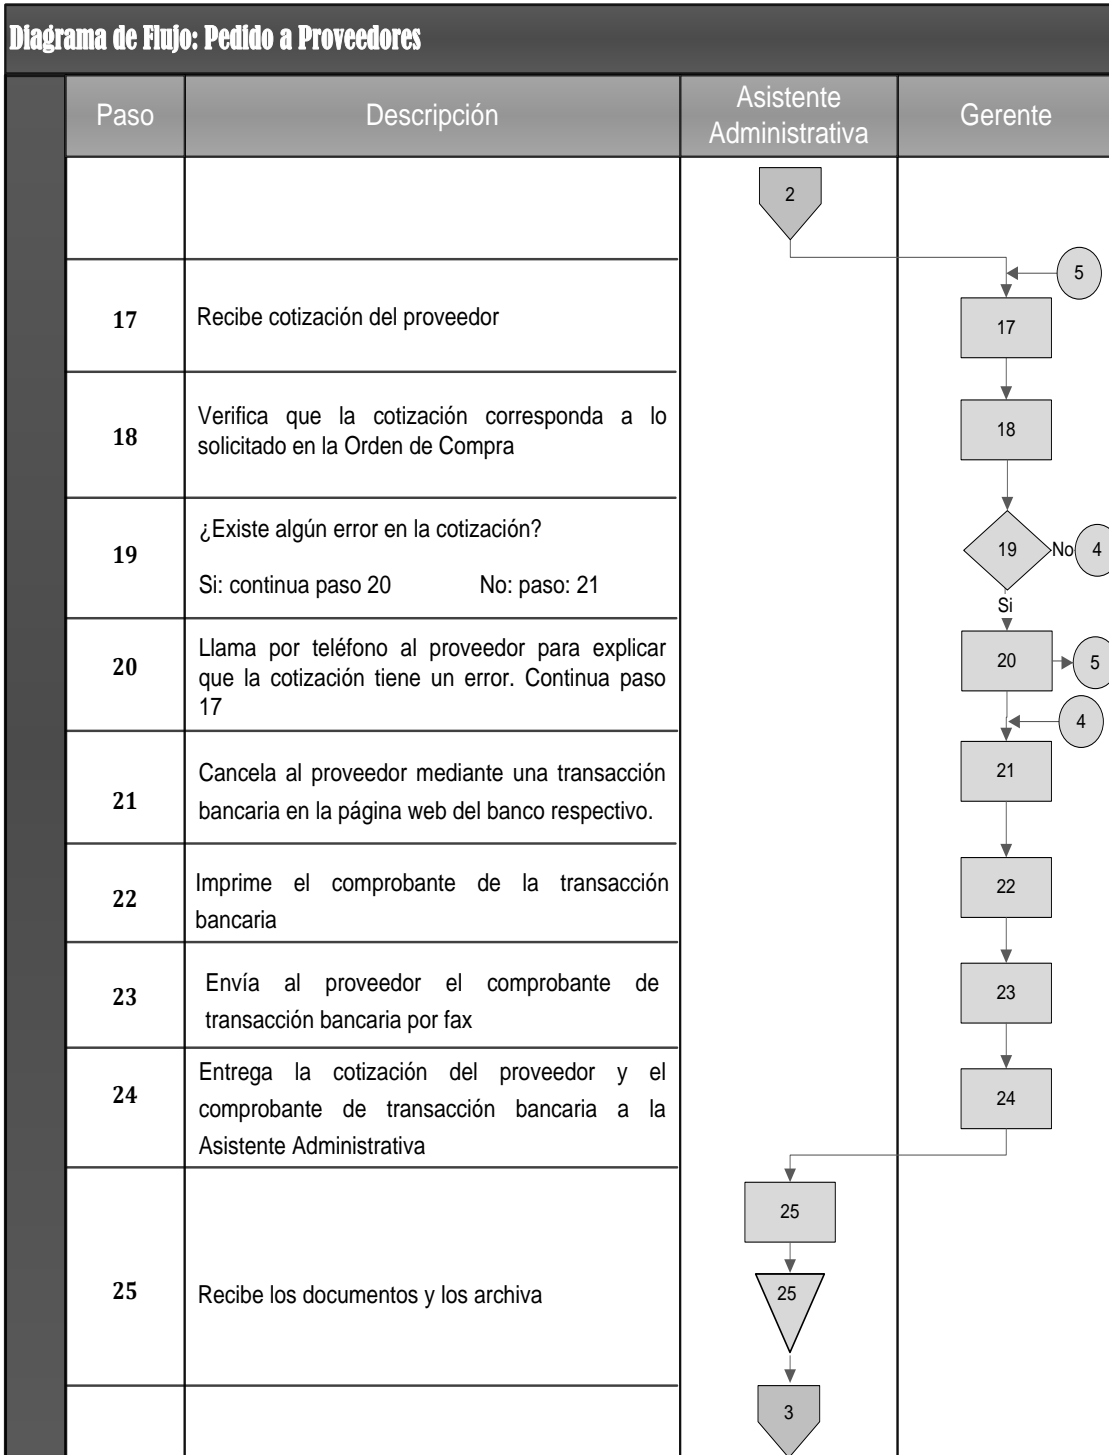 Diagrama de Flujo: Pedido a Proveedores
Paso
Descripción
Asistente
Administrativa
Gerente
2
5
17
Recibe cotización del proveedor
17
18
Verifica que la cotización corresponda a lo
solicitado en la Orden de Compra
18
19
¿Existe algún error en la cotización?
Si: continua paso 20 No: paso: 21
19
No
4
Si
20
Llama por teléfono al proveedor para explicar
que la cotización tiene un error. Continua paso
17
20
5
4
21
Cancela al proveedor mediante una transacción
bancaria en la página web del banco respectivo.
21
22
Imprime el comprobante de la transacción
bancaria
22
23
Envía al proveedor el comprobante de
transacción bancaria por fax
23
24
Entrega la cotización del proveedor y el
comprobante de transacción bancaria a la
Asistente Administrativa
24
25
Recibe los documentos y los archiva
25
25
3